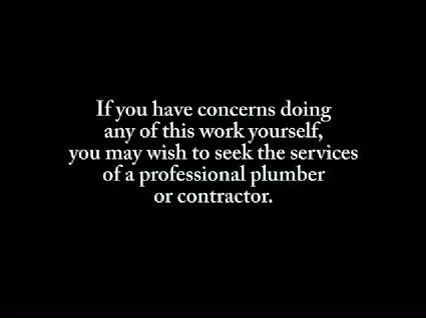 If you have concerns doing
any of this work yourself,
you may wish to seek the services
of a professional plumber
or contractor.